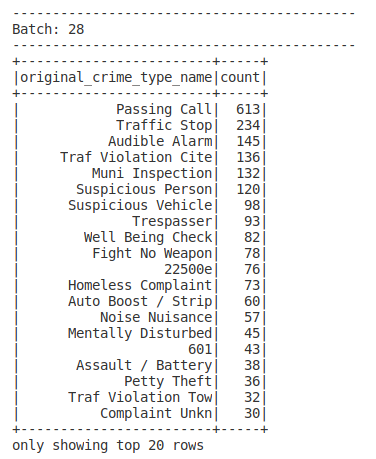 -------------------------------------------
Batch: 28
-------------------------------------------
+------------------------+-----+
|original_crime_type_name|count|
+------------------------+-----+
|            Passing Call|  613|
|            Traffic Stop|  234|
|           Audible Alarm|  145|
|     Traf Violation Cite|  136|
|         Muni Inspection|  132|
|       Suspicious Person|  120|
|      Suspicious Vehicle|   98|
|              Trespasser|   93|
|        Well Being Check|   82|
|         Fight No Weapon|   78|
|                  22500e|   76|
|      Homeless Complaint|   73|
|      Auto Boost / Strip|   60|
|          Noise Nuisance|   57|
|      Mentally Disturbed|   45|
|                     601|   43|
|       Assault / Battery|   38|
|             Petty Theft|   36|
|      Traf Violation Tow|   32|
|          Complaint Unkn|   30|
+------------------------+-----+
only showing top 20 rows